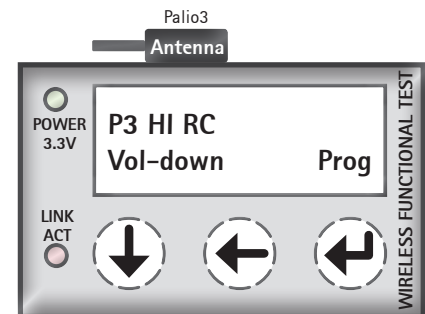 Palio3
Antenna
POWER
3.3V
P3 HI RC
Vol-down Prog
LINK
ACT
WIRELESS FUNCTIONAL TEST